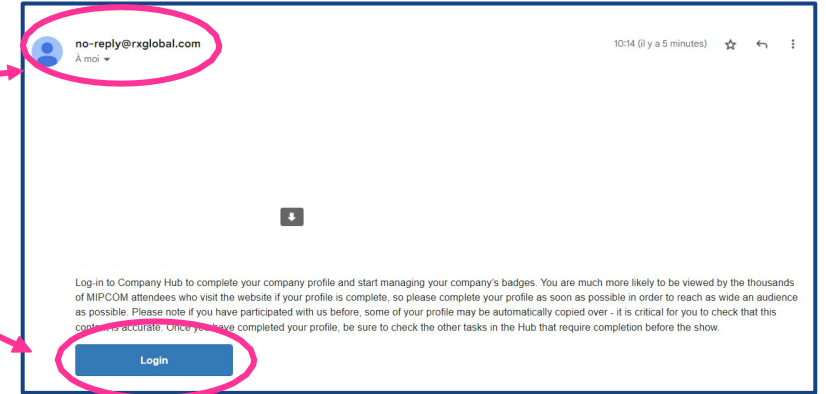 no-reply@rxglobal.com
10:14 (il y a 5 minutes)
À moi
Log-in to Company Hub to complete your company profile and start managing your company's badges. You are much more likely to be viewed by the thousands
of MIPCOM attendees who visit the website if your profile is complete, so please complete your profile as soon as possible in order to reach as wide an audience
as possible. Please note if you have participated with us before, some of your profile may be automatically copied over - it is critical for you to check that this
content is accurate. Once you have completed your profile, be sure to check the other tasks in the Hub that require completion before the show.
Login